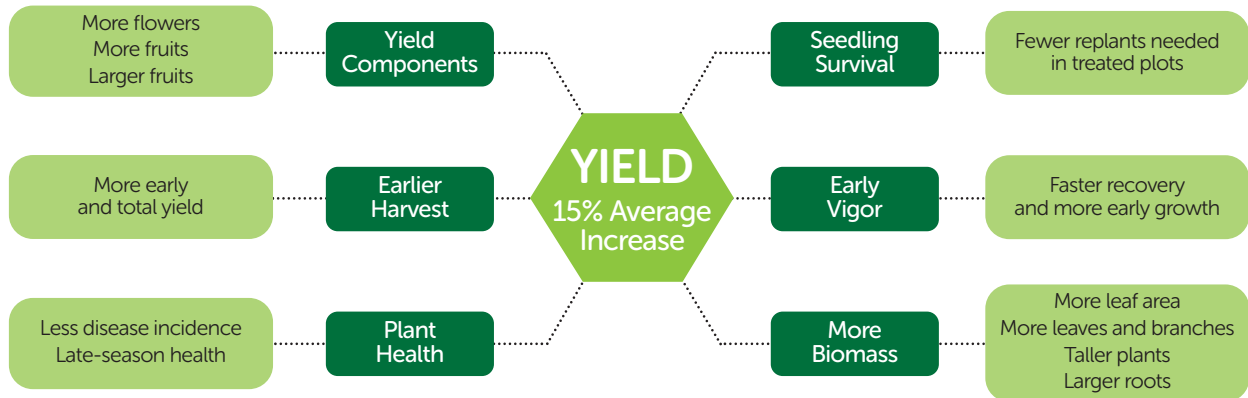 More flowers
More fruits
Larger fruits
Yield
Components
More early
and total yield
Earlier
Harvest
Less disease incidence
Late-season health
Plant
Health
YIELD
15% Average
Increase
Seedling
Survival
Fewer replants needed
in treated plots
Early
Vigor
Faster recovery
and more early growth
More
Biomass
More leaf area
More leaves and branches
Taller plants
Larger roots